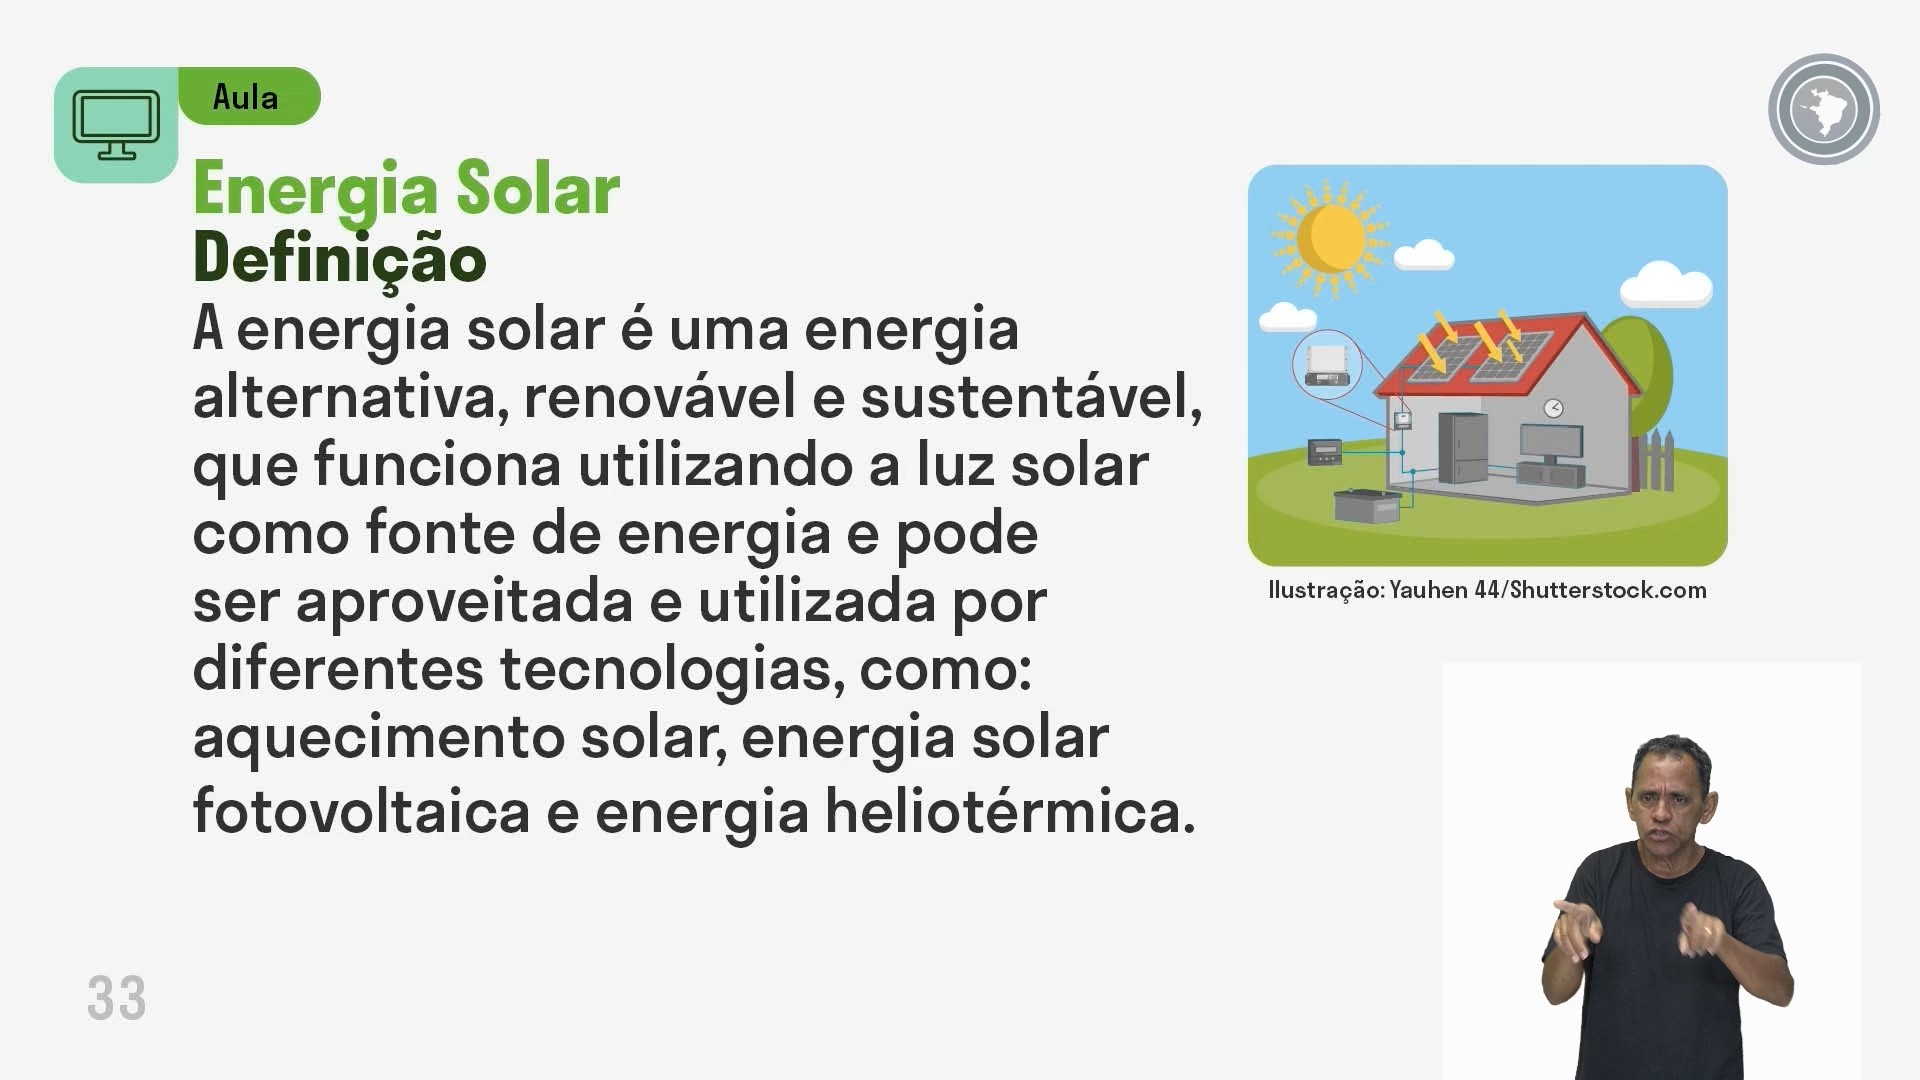 Aula
Energia Solar
Definição
A energia solar é uma energia
alternativa, renovável e sustentável,
que funciona utilizando a luz solar
como fonte de energia e pode
ser aproveitada e utilizada por
diferentes tecnologias, como:
aquecimento solar, energia solar
fotovoltaica e energia heliotérmica.
Ilustração: Yauhen 44/Shutterstock.com
33